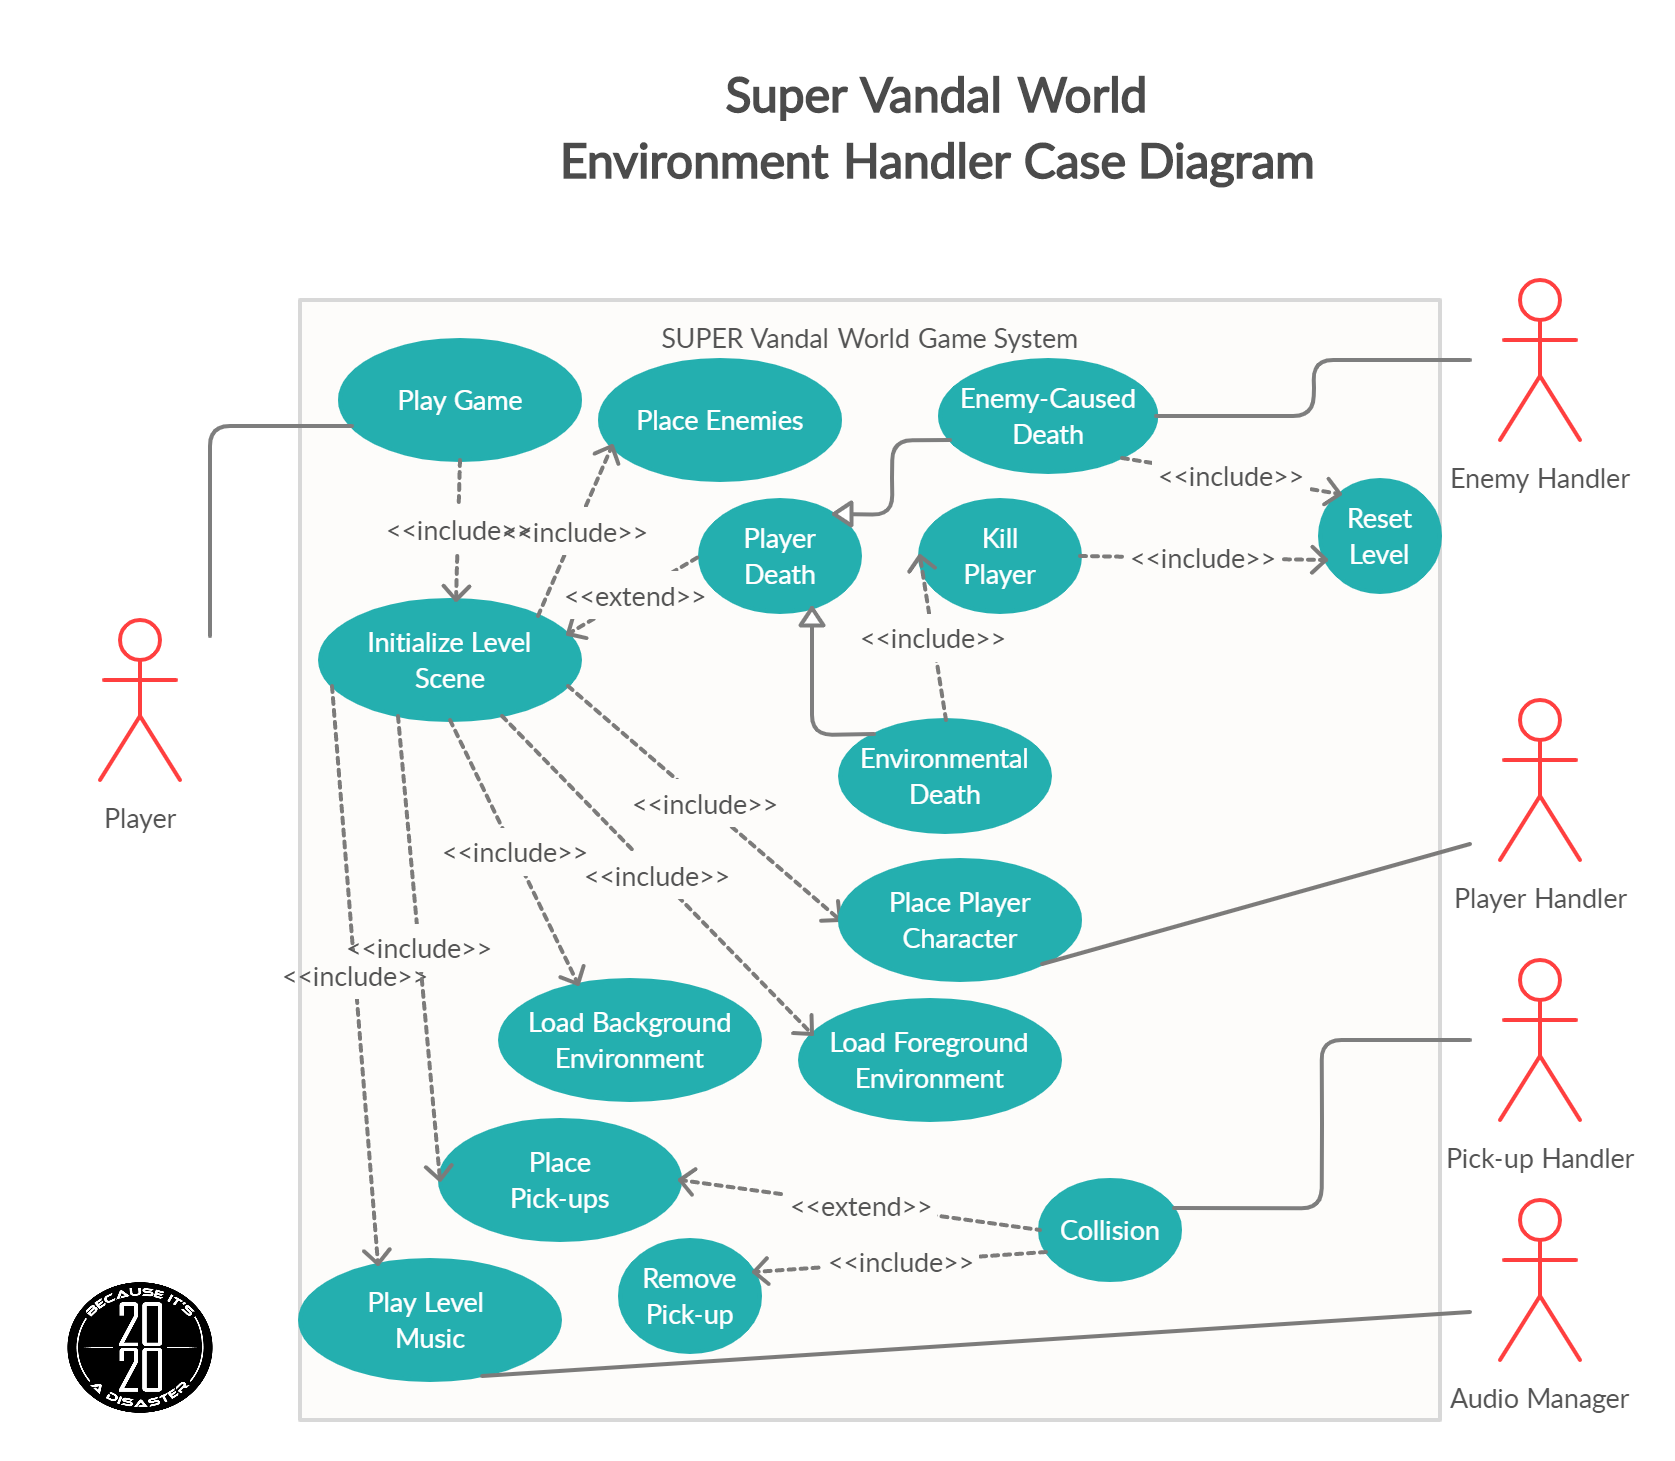 Super Vandal World
Environment Handler Case Diagram
SUPER Vandal World Game System
Play Game
Place Enemies
Enemy-Caused
Death
<<include>>
Enemy Handler
Reset
Level
Player
Death
Kill
Player
<<include>>
<<include>>
<<include>>
<<extend>>
<<include>>
Initialize Level
Scene
Player
Environmental
Death
<<include>>
<<include>>
<<include>>
Place Player
Character
Player Handler
<<include>>
<<include>>
Load Background
Environment
Load Foreground
Environment
Place
Pick-ups
Pick-up Handler
<<extend>>
Collision
<<include>>
Remove
Pick-up
Play Level
Music
Audio Manager
BECAUSE IT'S
20
20
A DISASTER